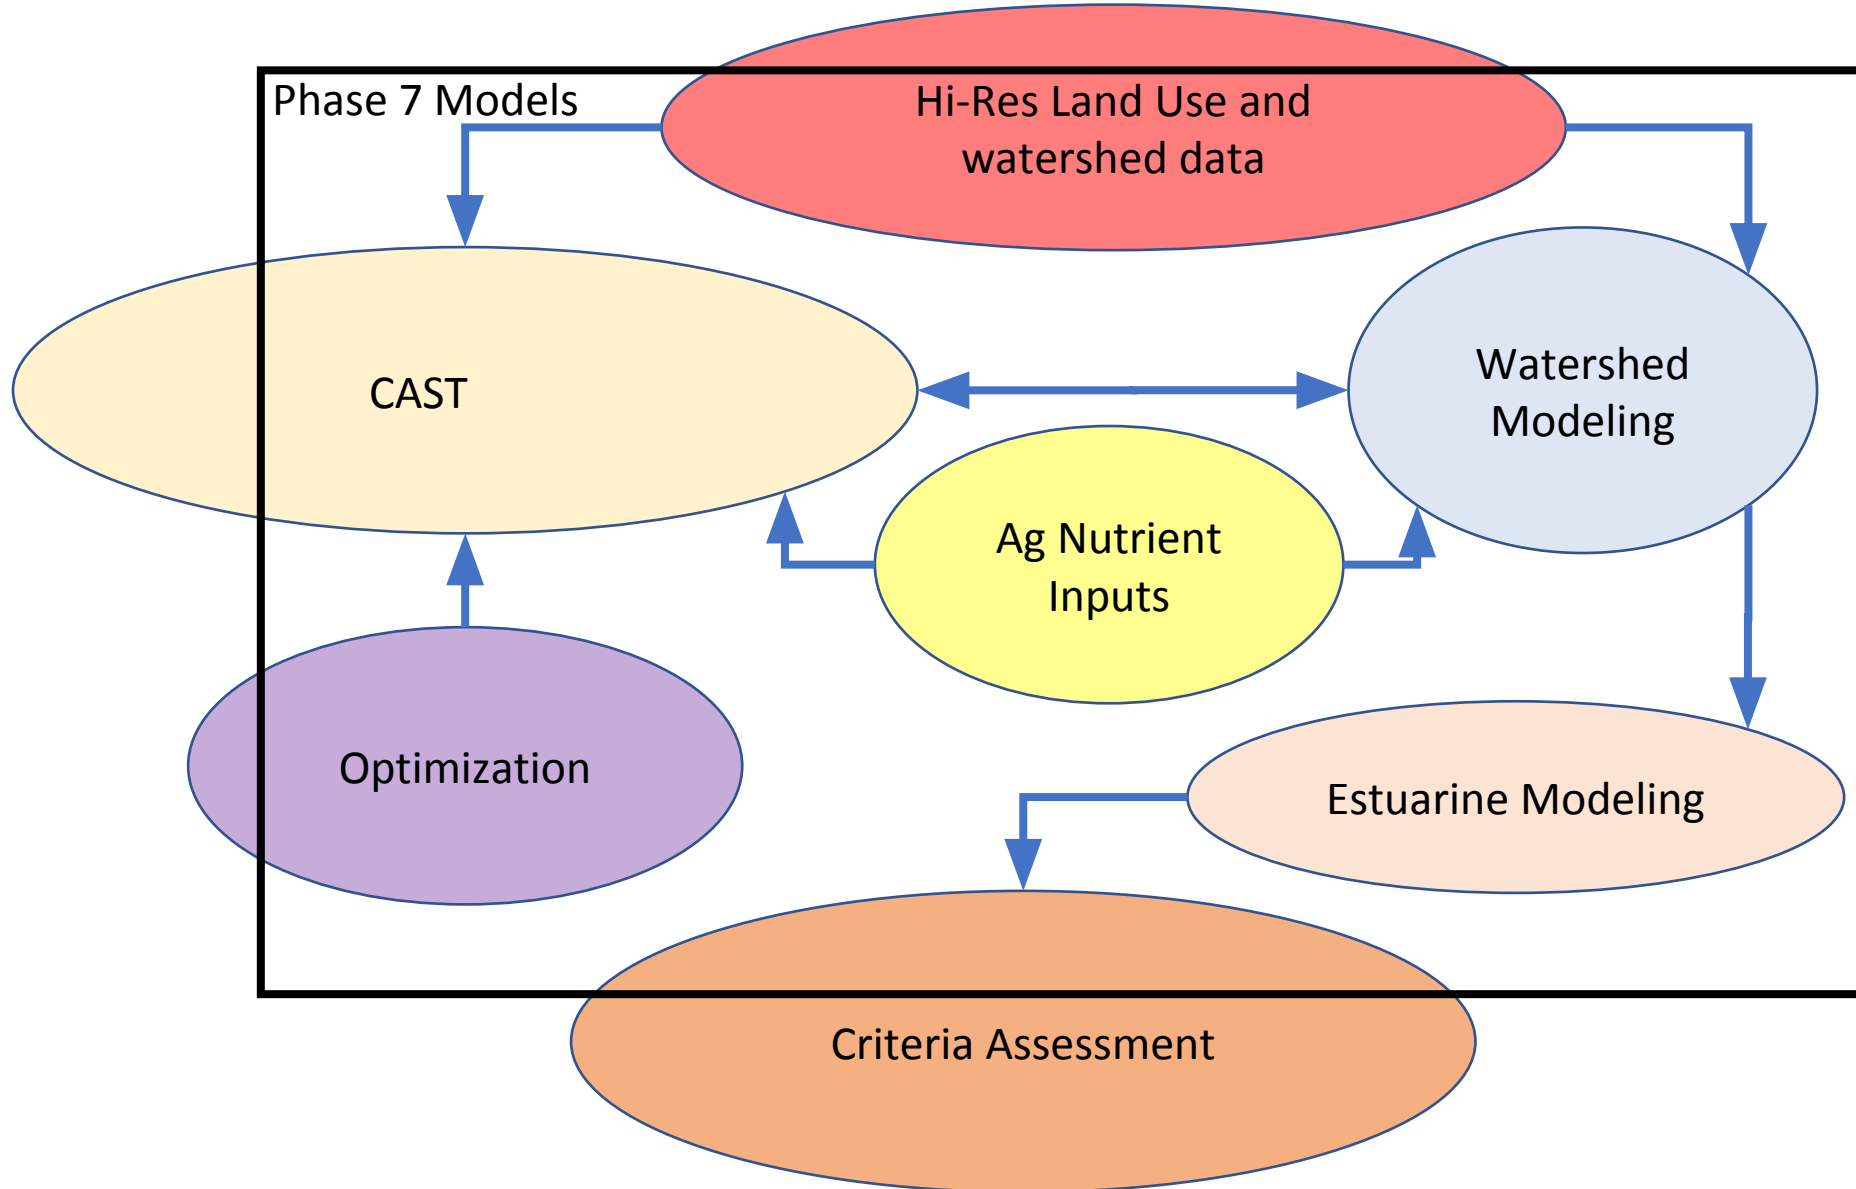 Phase 7 Models
Hi-Res Land Use and
watershed data
CAST
Watershed
Modeling
Ag Nutrient
Inputs
Optimization
Estuarine Modeling
Criteria Assessment